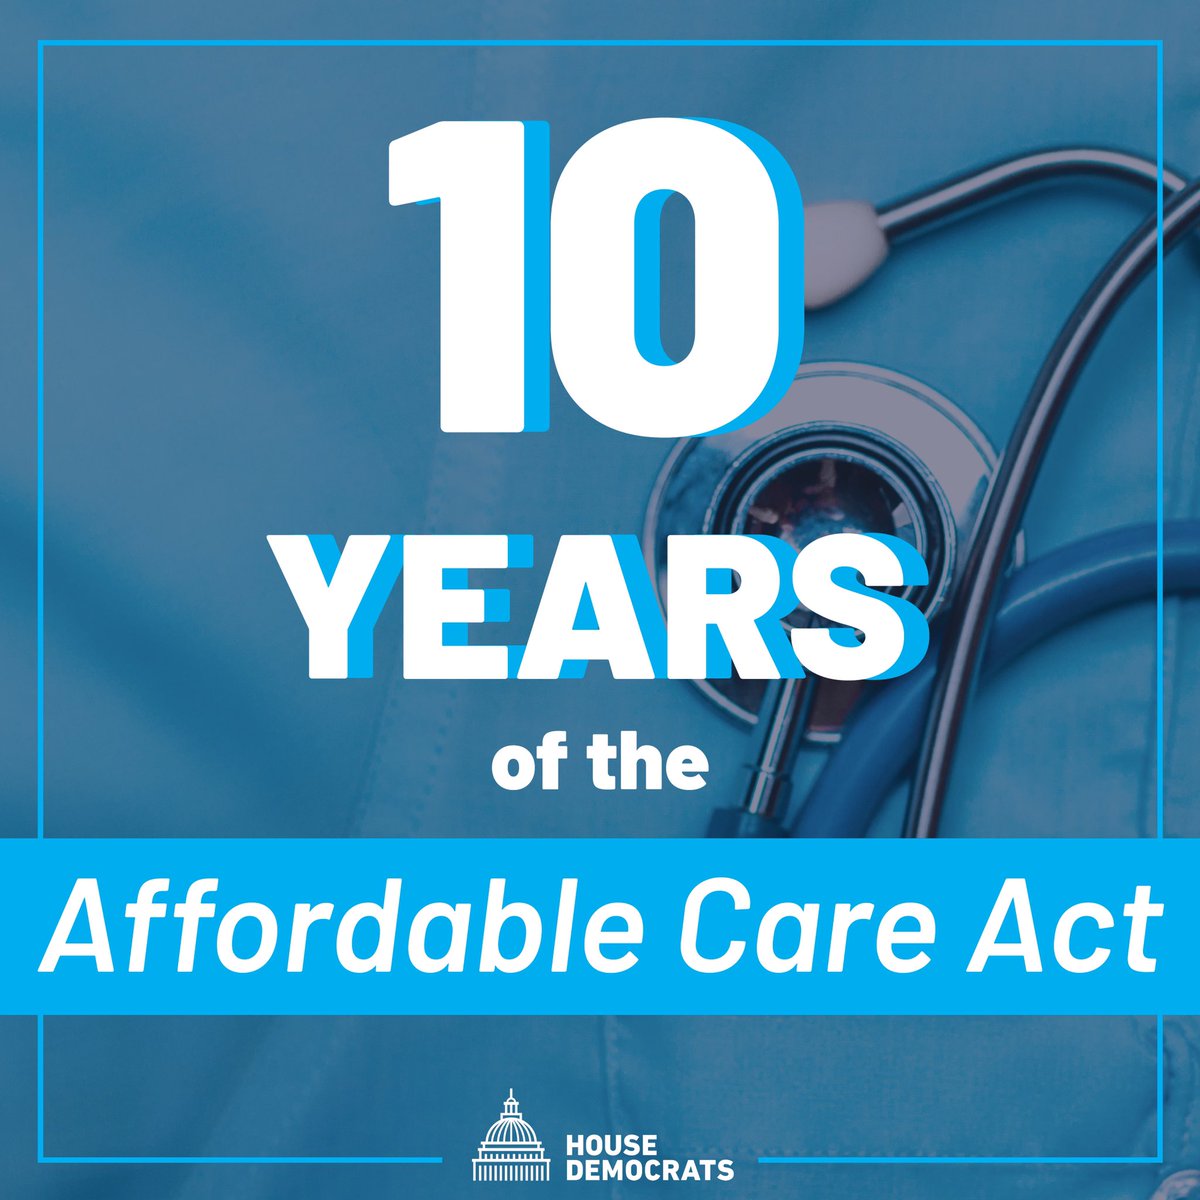 10
YEARS
of the
Affordable Care Act
HOUSE
DEMOCRATS